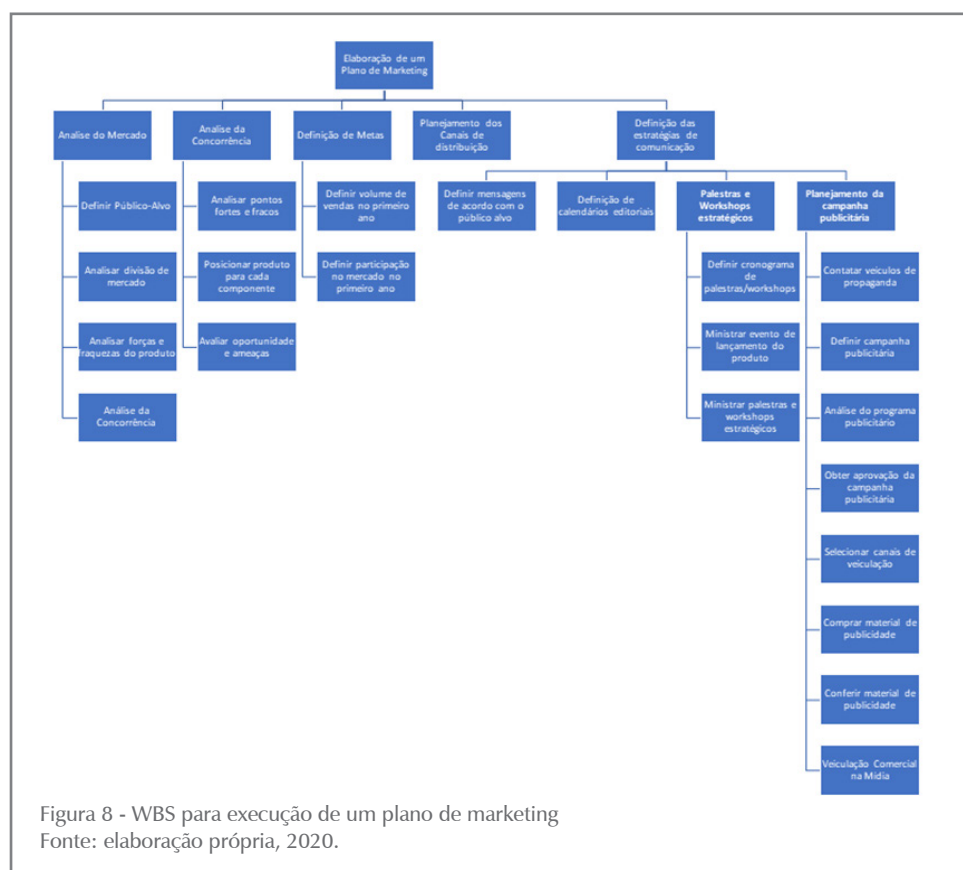 Elaboração de um
Plano de Marketing
Analise do Mercado
Analise da
Concorrência
Definição de Metas
Planejamento dos
Canais de
distribuição
Definição das
estratégias de
comunicação
Definir Público-Alvo
Analisar divisão de
mercado
Analisar forças e
fraquezas do produto
Análise da
Concorrência
Analisar pontos
fortes e fracos
Posicionar produto
para cada
componente
Avaliar oportunidade
e ameaças
Definir volume de
vendas no primeiro
ano
Definir participação
no mercado no
primeiro ano
Definir mensagens
de acordo com o
público alvo
Definição de
calendários editoriais
Palestras e
Workshops
estratégicos
Definir cronograma
de
palestras/workshops
Ministrar evento de
lançamento do
produto
Ministrar palestras e
workshops
estratégicos
Planejamento da
campanha
publicitária
Contatar veículos de
propaganda
Definir campanha
publicitária
Análise do programa
publicitário
Obter aprovação da
campanha
publicitária
Selecionar canais de
veiculação
Comprar material de
publicidade
Conferir material de
publicidade
Veiculação Comercial
na Mídia
Figura 8 - WBS para execução de um plano de marketing
Fonte: elaboração própria, 2020.